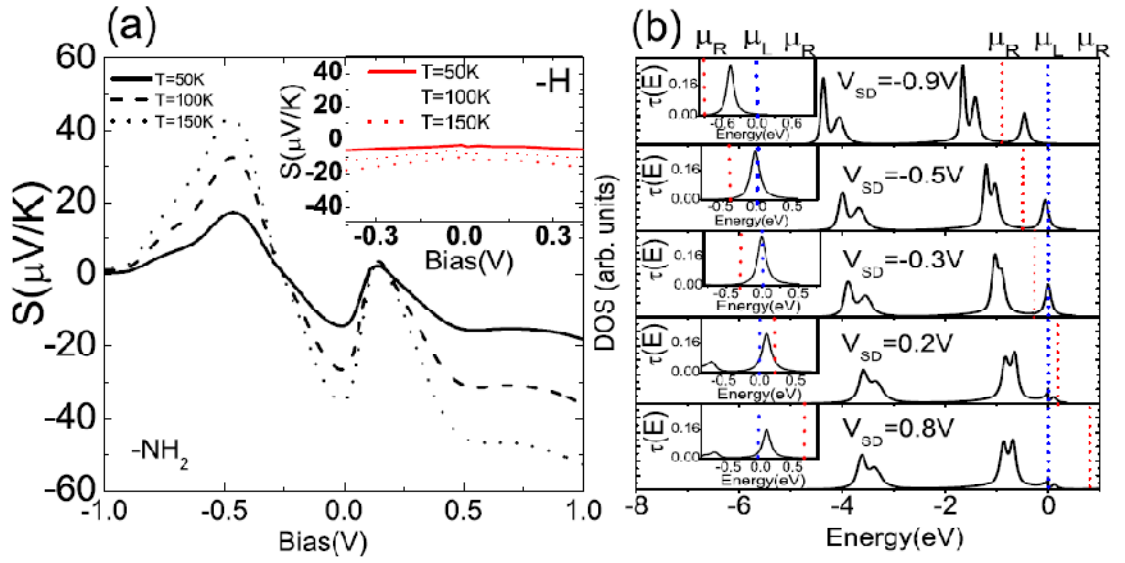 (a)
60
40
20
0
-20
-40
-60
S(μV/K)
T=50K
T=100K
T=150K
-NH2
-1.0 -0.5 0.0 0.5 1.0
Bias(V)
40
20
0
-20
-40
S(μV/K)
T=50K
T=100K
T=150K
-H
-0.3 0.0 0.3
Bias(V)
(b)
μR μL μR μR μL μR
DOS (arb. units)
τ(E)
0.16
0.00
-0.6 0.0 0.6
Energy(eV)
VSD=-0.9V
τ(E)
0.16
0.00
-0.5 0.0 0.5
Energy(eV)
VSD=-0.5V
τ(E)
0.16
0.00
-0.5 0.0 0.5
Energy(eV)
VSD=-0.3V
τ(E)
0.16
0.00
-0.5 0.0 0.5
Energy(eV)
VSD=0.2V
τ(E)
0.16
0.00
-0.5 0.0 0.5
Energy(eV)
VSD=0.8V
-8 -6 -4 -2 0
Energy(eV)